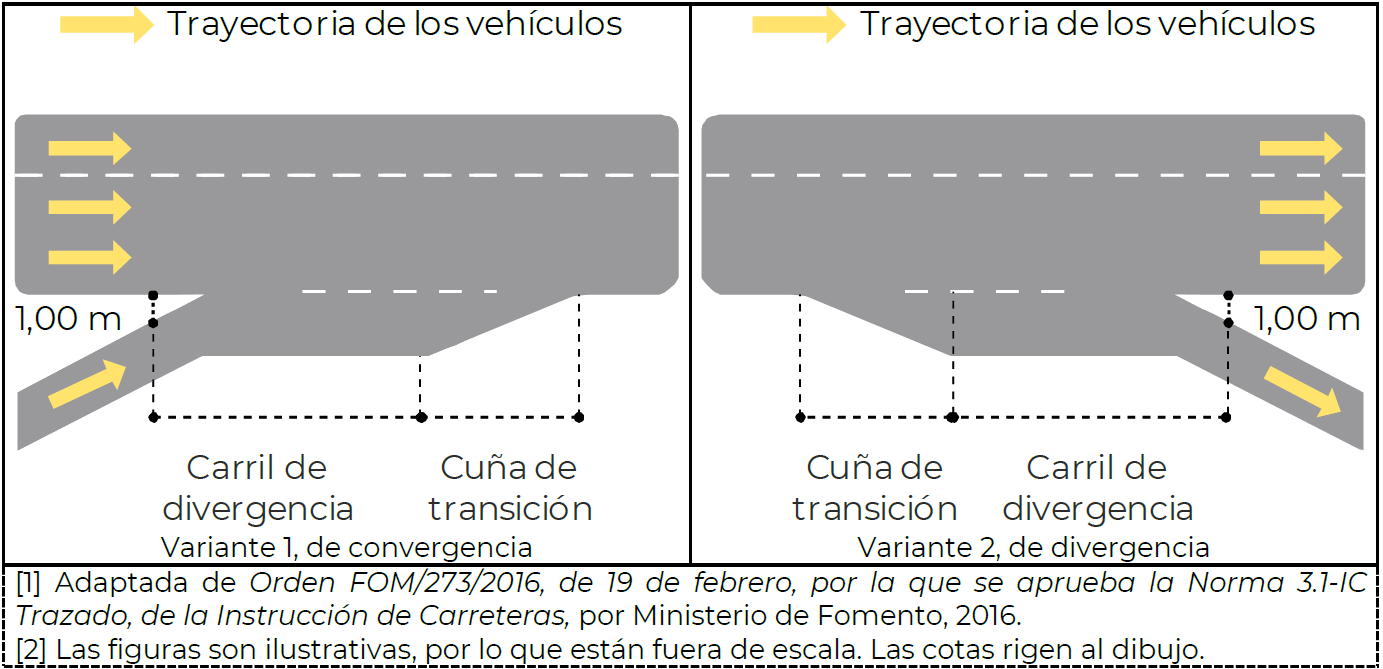 Trayectoria de los vehículos
1,00 m
Carril de
divergencia
Cuña de
transición
Variante 1, de convergencia
Trayectoria de los vehículos
1,00 m
Cuña de
transición
Carril de
divergencia
Variante 2, de divergencia
[1] Adaptada de Orden FOM/273/2016, de 19 de febrero, por la que se aprueba la Norma 3.1-IC
Trazado, de la Instrucción de Carreteras, por Ministerio de Fomento, 2016.
[2] Las figuras son ilustrativas, por lo que están fuera de escala. Las cotas rigen al dibujo.